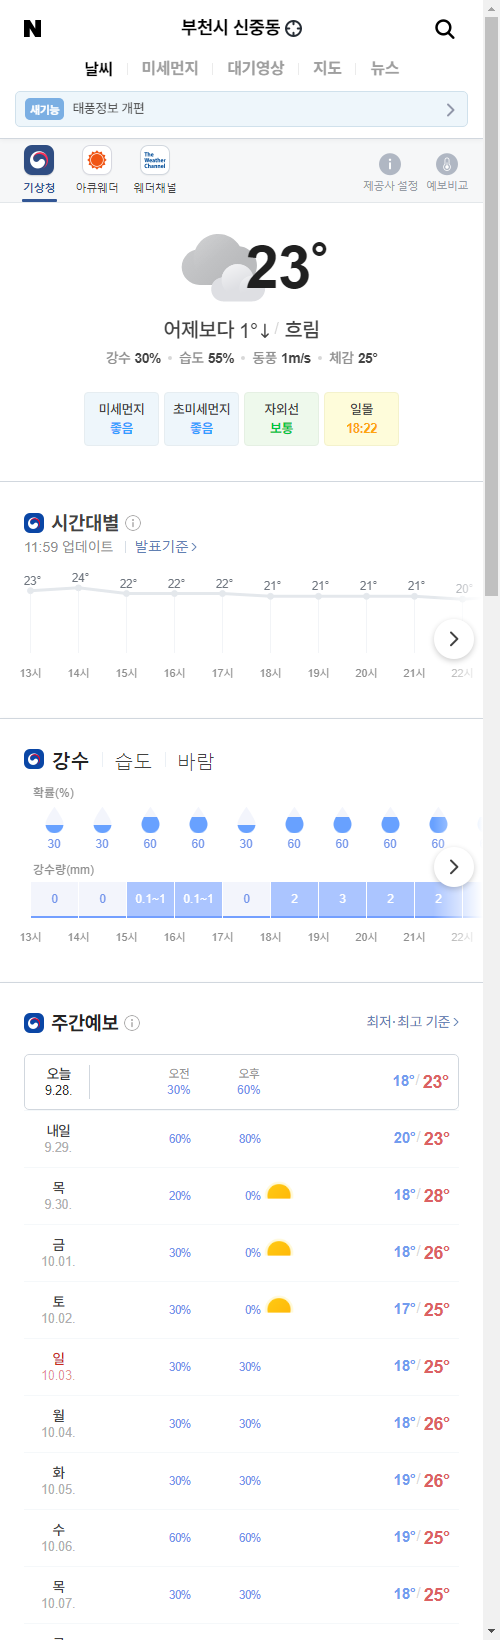 N
부천시 신중동
날씨 미세먼지 대기영상 지도 뉴스
새기능 태풍정보 개편
The Weather Channel
기상청 아큐웨더 웨더채널 제공사 설정 예보비교
23°
어제보다 1°↓ / 흐림
강수 30% • 습도 55% • 동풍 1m/s • 체감 25°
미세먼지 초미세먼지 자외선 일몰
좋음 좋음 보통 18:22
시간대별
11:59 업데이트 발표기준 >
23° 24° 22° 22° 22° 21° 21° 21° 21° 20°
13시 14시 15시 16시 17시 18시 19시 20시 21시 22시
강수 습도 바람
확률(%)
30 30 60 60 30 60 60 60 60
강수량(mm)
0 0 0.1~1 0.1~1 0 2 3 2 2
13시 14시 15시 16시 17시 18시 19시 20시 21시 22시
주간예보 최저·최고 기준 >
오늘 오전 오후
9.28. 30% 60% 18° / 23°
내일
9.29. 60% 80% 20° / 23°
목
9.30. 20% 0% 18° / 28°
금
10.01. 30% 0% 18° / 26°
토
10.02. 30% 0% 17° / 25°
일
10.03. 30% 30% 18° / 25°
월
10.04. 30% 30% 18° / 26°
화
10.05. 30% 30% 19° / 26°
수
10.06. 60% 60% 19° / 25°
목
10.07. 30% 30% 18° / 25°